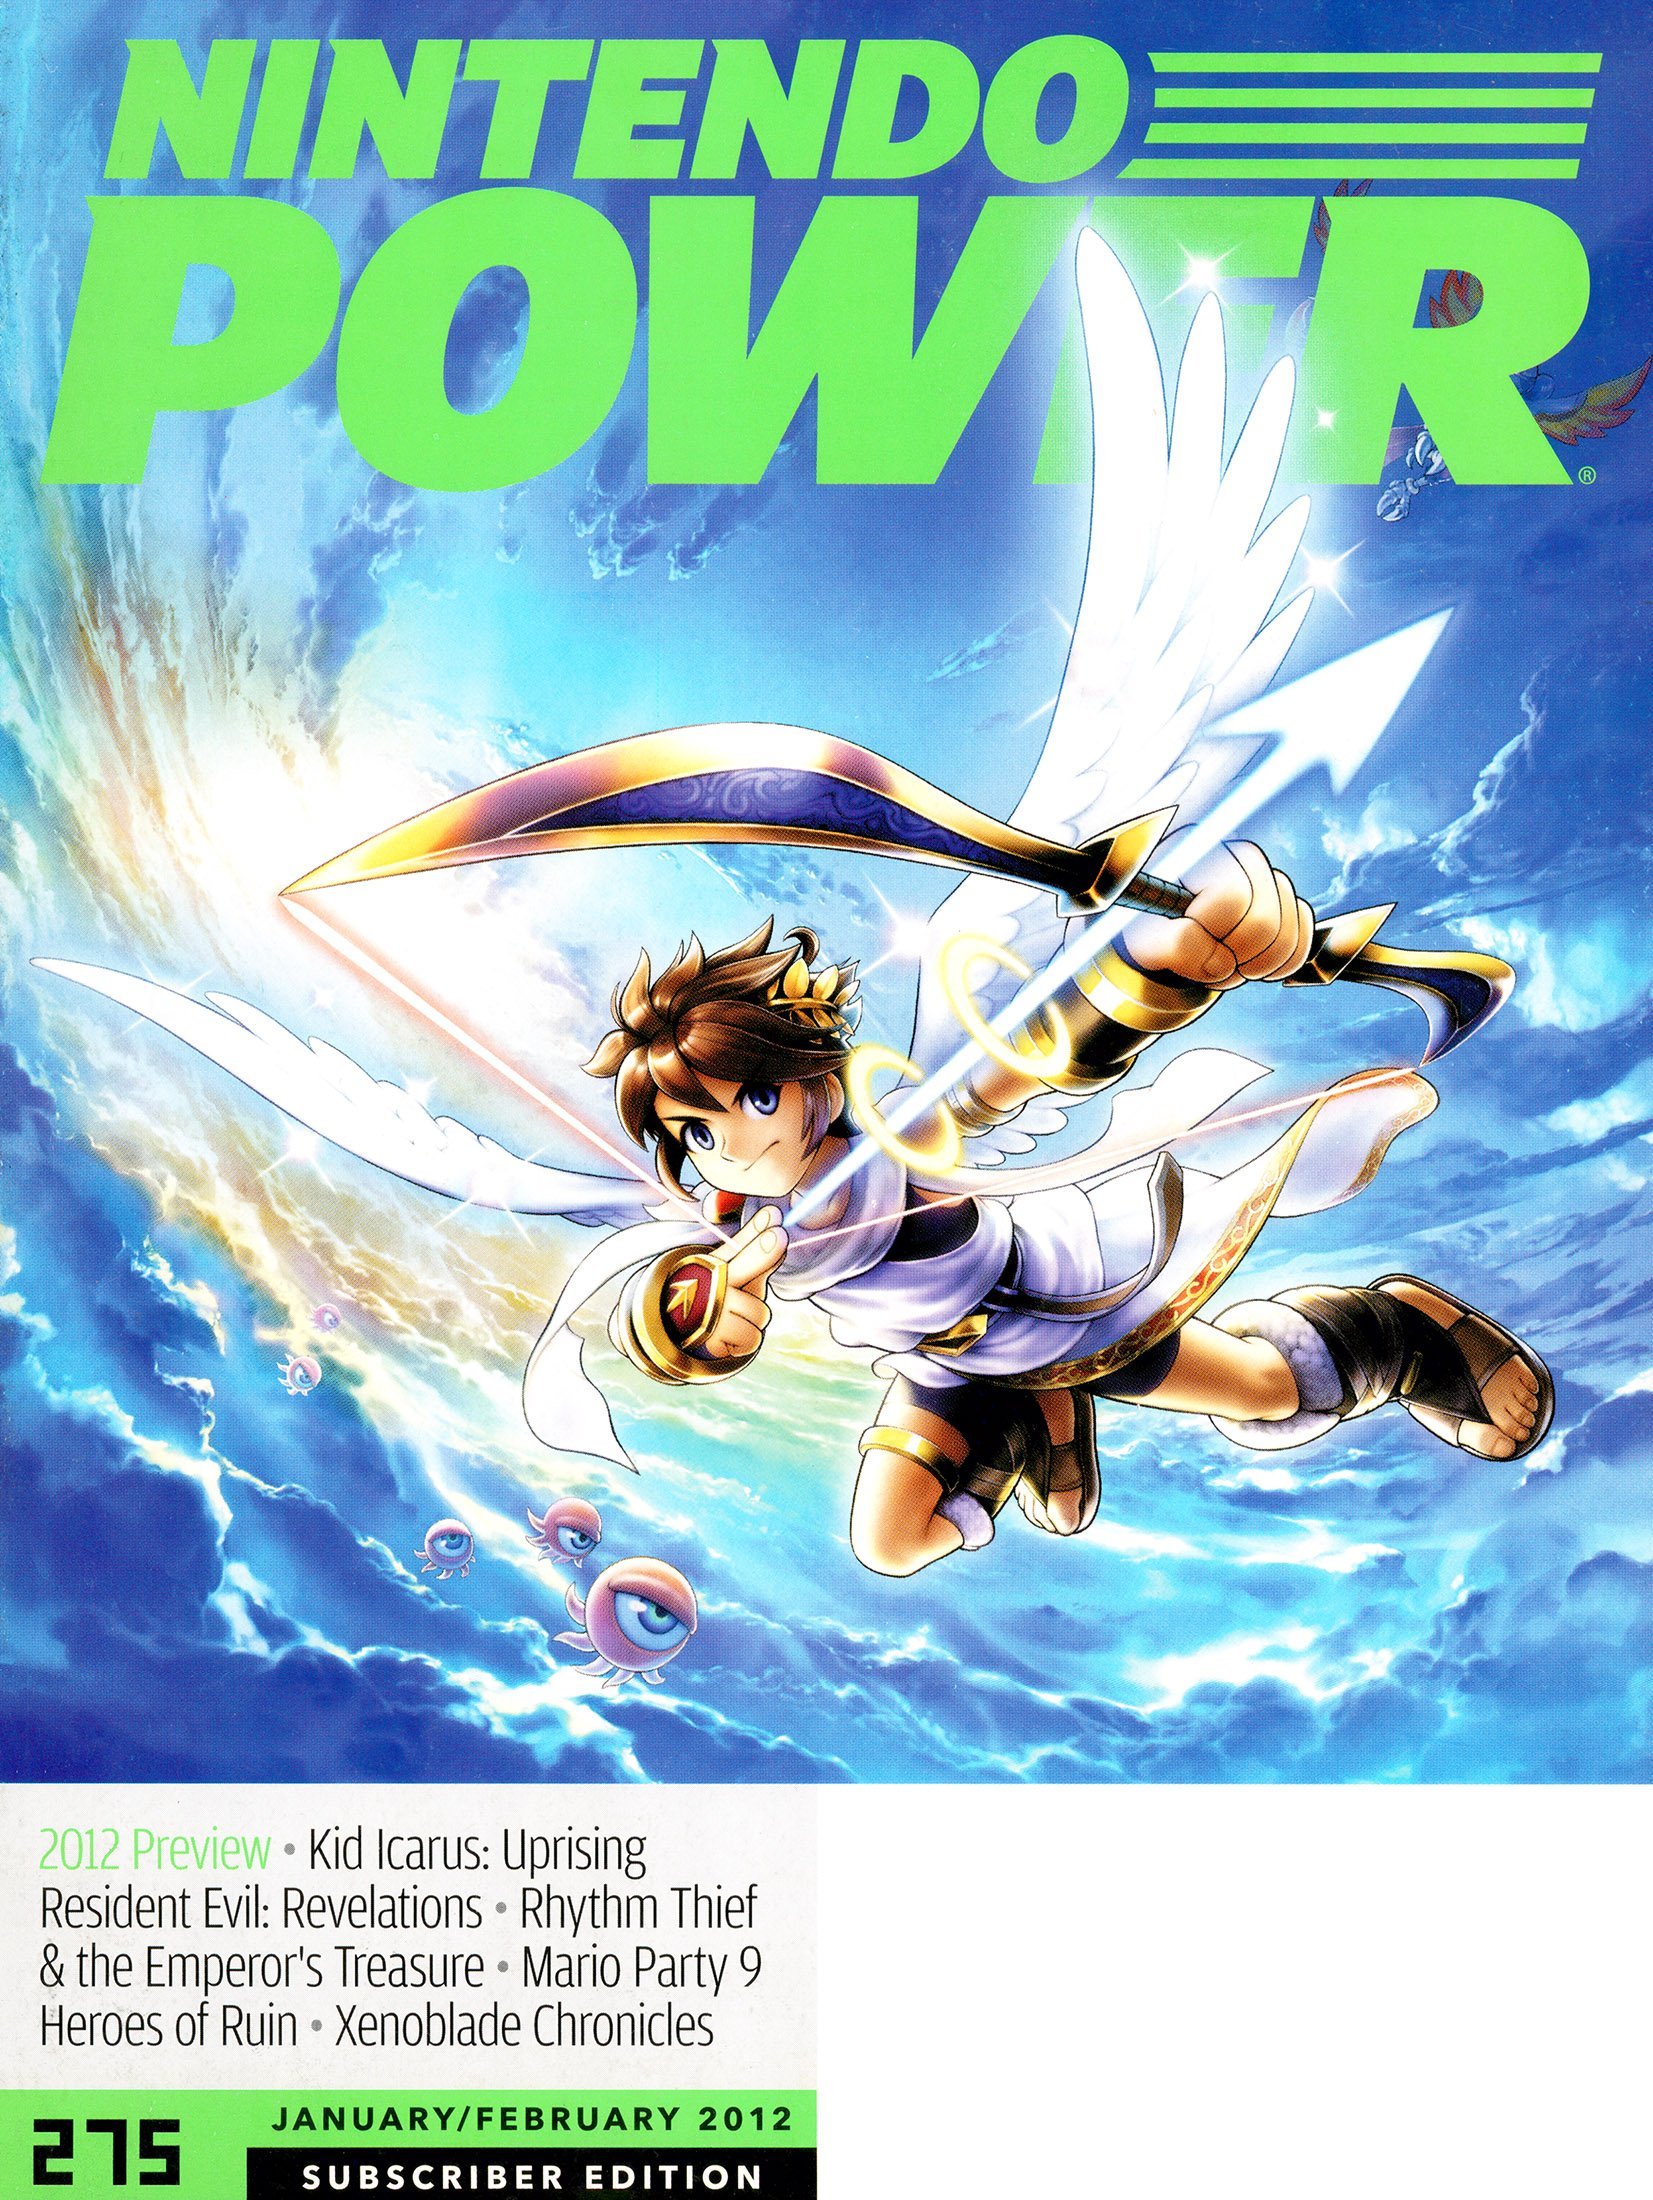 NINTENDO
POWER®
2012 Preview • Kid Icarus: Uprising
Resident Evil: Revelations • Rhythm Thief
& the Emperor's Treasure • Mario Party 9
Heroes of Ruin • Xenoblade Chronicles
275
JANUARY/FEBRUARY 2012
SUBSCRIBER EDITION